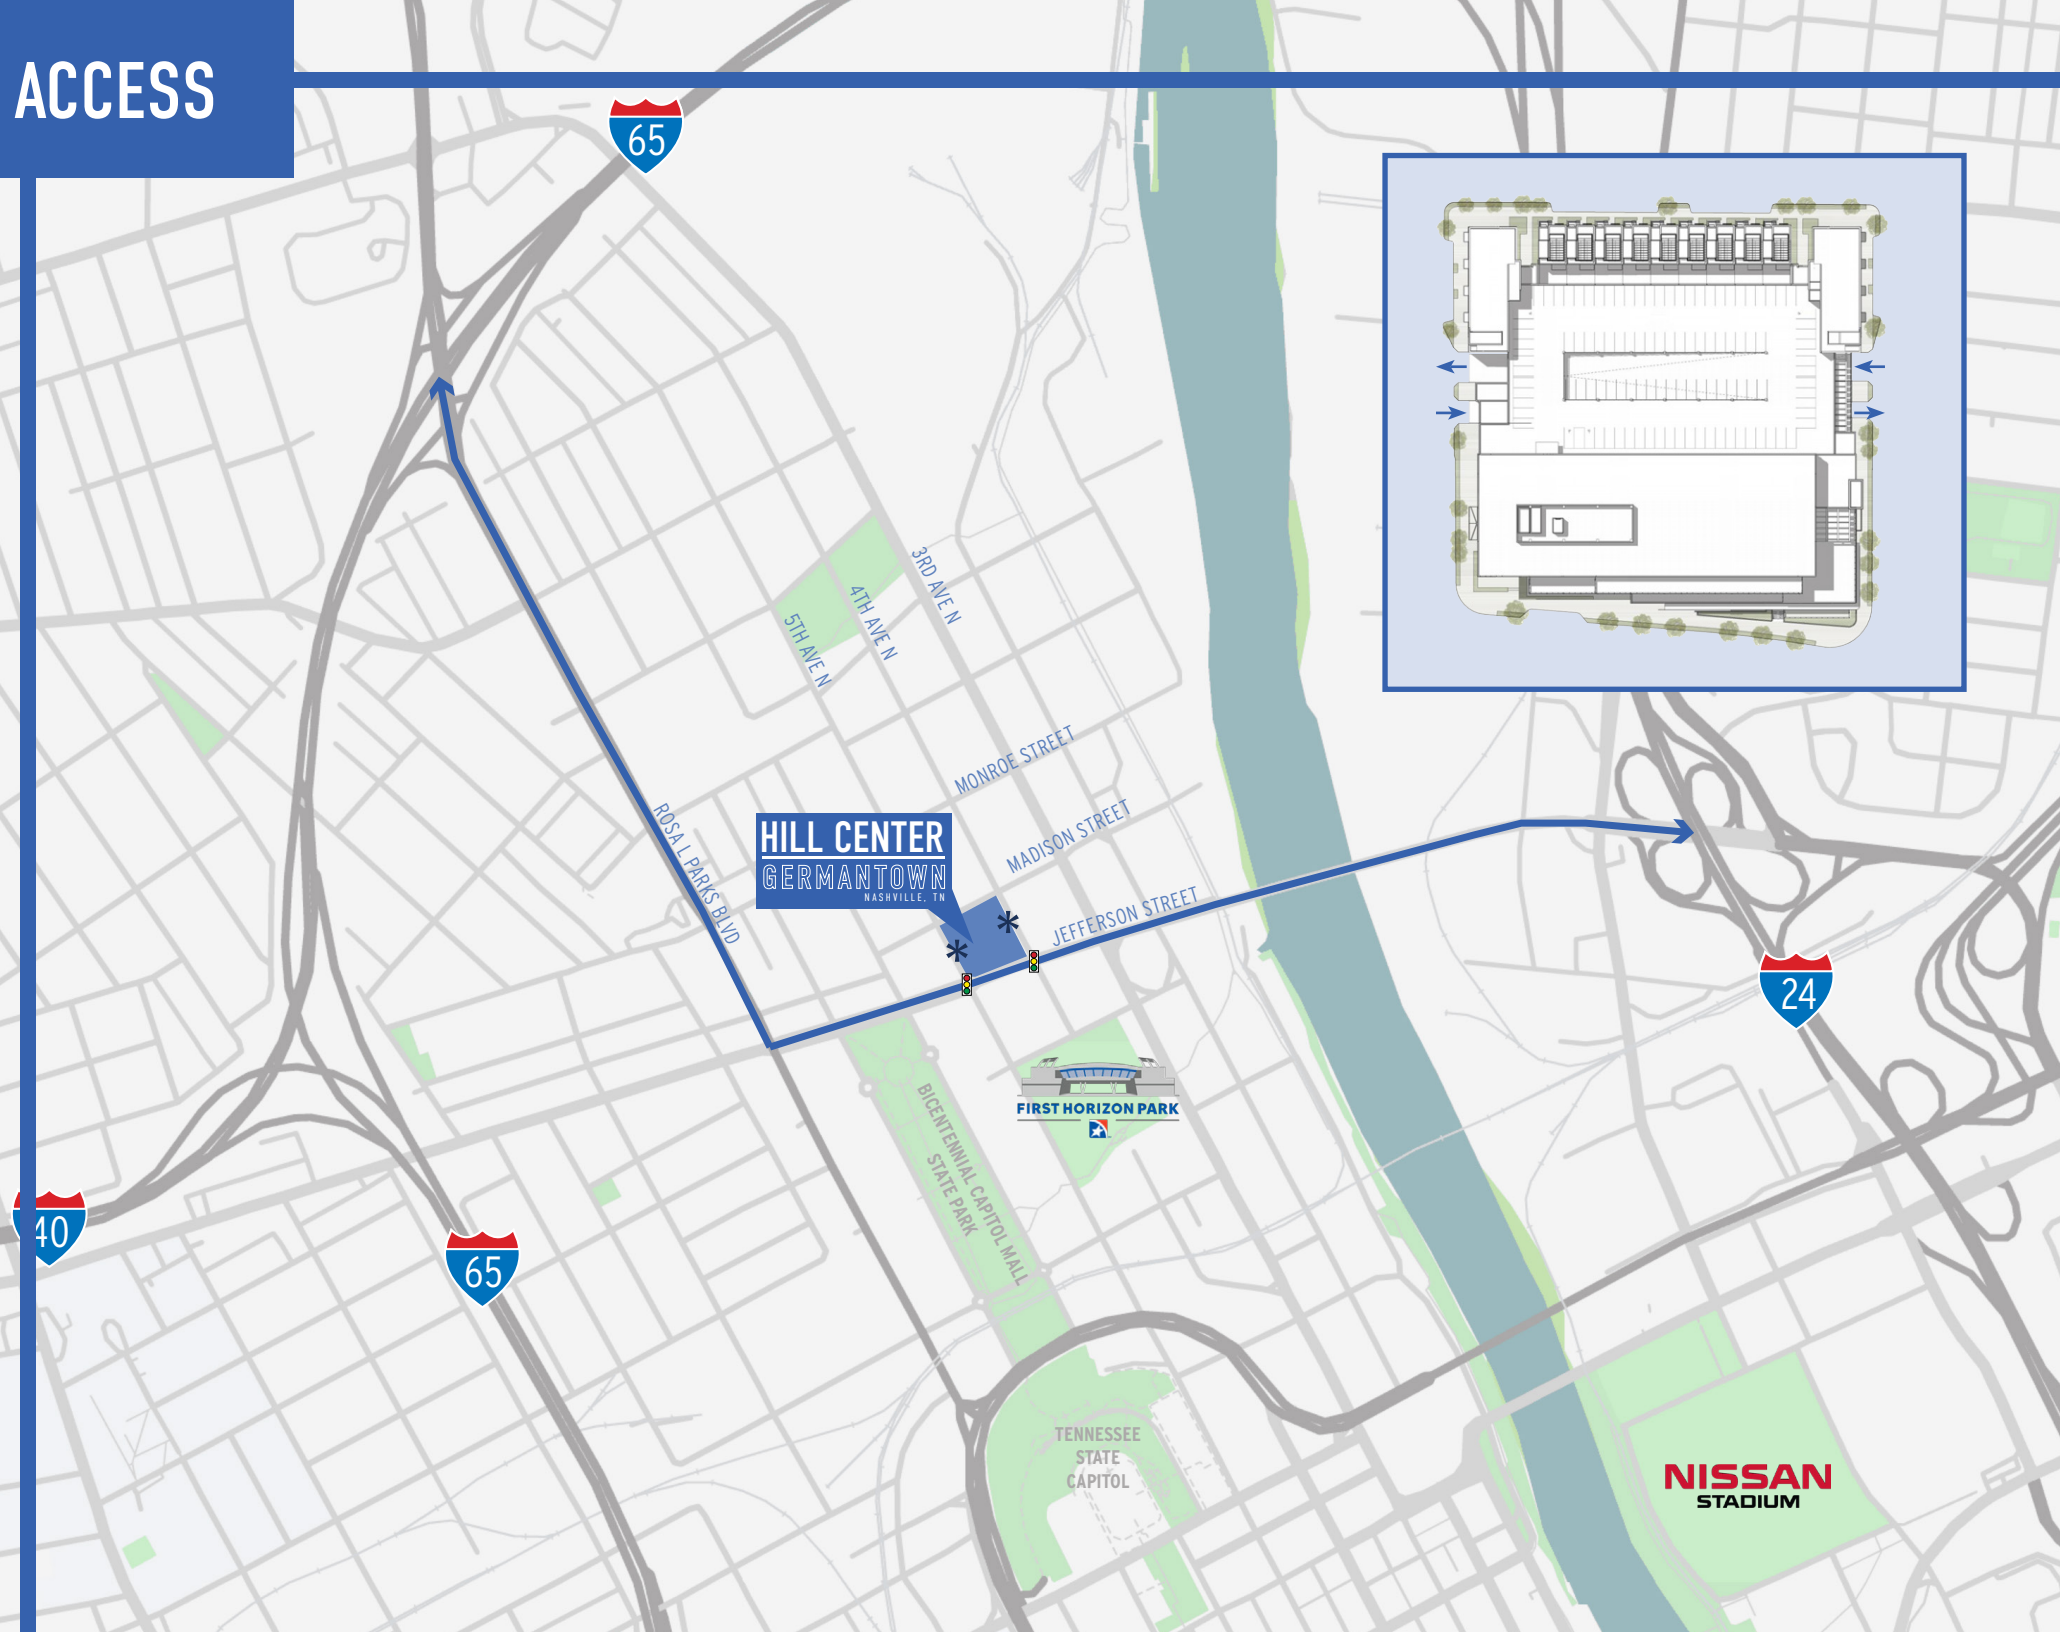 ACCESS
65
3RD AVE N
4TH AVE N
5TH AVE N
MONROE STREET
MADISON STREET
ROSA L PARKS BLVD
HILL CENTER
GERMANTOWN
NASHVILLE, TN
*
*
JEFFERSON STREET
24
FIRST HORIZON PARK
BICENTENNIAL CAPITOL MALL
STATE PARK
40
65
TENNESSEE
STATE
CAPITOL
NISSAN
STADIUM